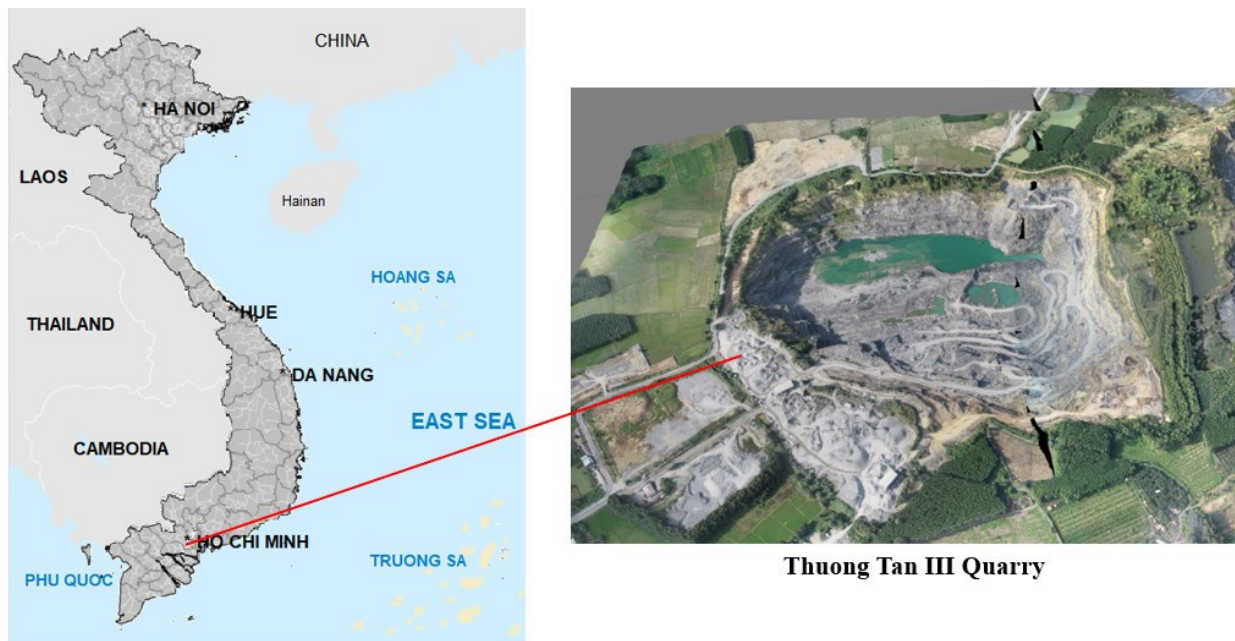 CHINA
* HA NOI
LAOS
Hainan
HOANG SA
THAILAND
* HUE
* DA NANG
EAST SEA
CAMBODIA
* HO CHI MINH
TRUONG SA
PHU QUOC
Thuong Tan III Quarry